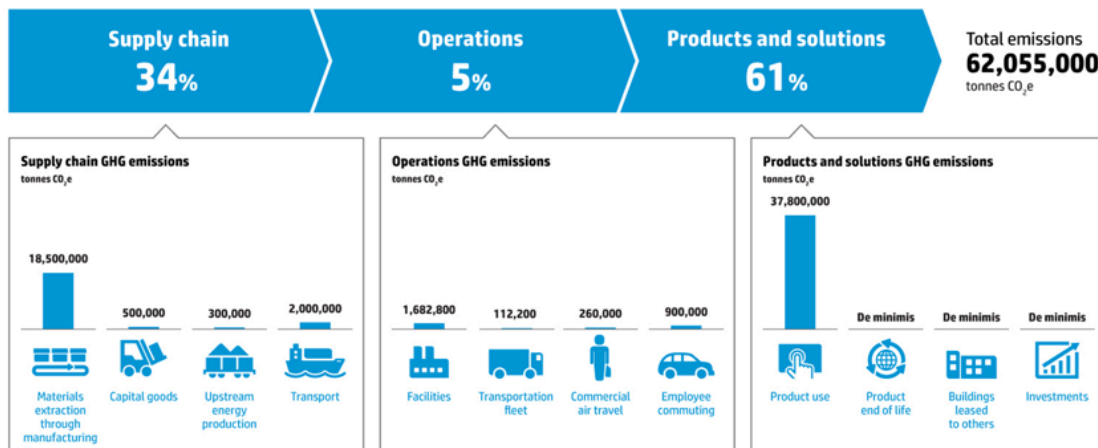 Supply chain
34%
Operations
5%
Products and solutions
61%
Total emissions
62,055,000
tonnes CO₂e
Supply chain GHG emissions
tonnes CO₂e
18,500,000
500,000
300,000
2,000,000
Materials
extraction
through
manufacturing
Capital goods
Upstream
energy
production
Transport
Operations GHG emissions
tonnes CO₂e
1,682,800
112,200
260,000
900,000
Facilities
Transportation
fleet
Commercial
air travel
Employee
commuting
Products and solutions GHG emissions
tonnes CO₂e
37,800,000
De minimis
De minimis
De minimis
Product use
Product
end of life
Buildings
leased
to others
Investments